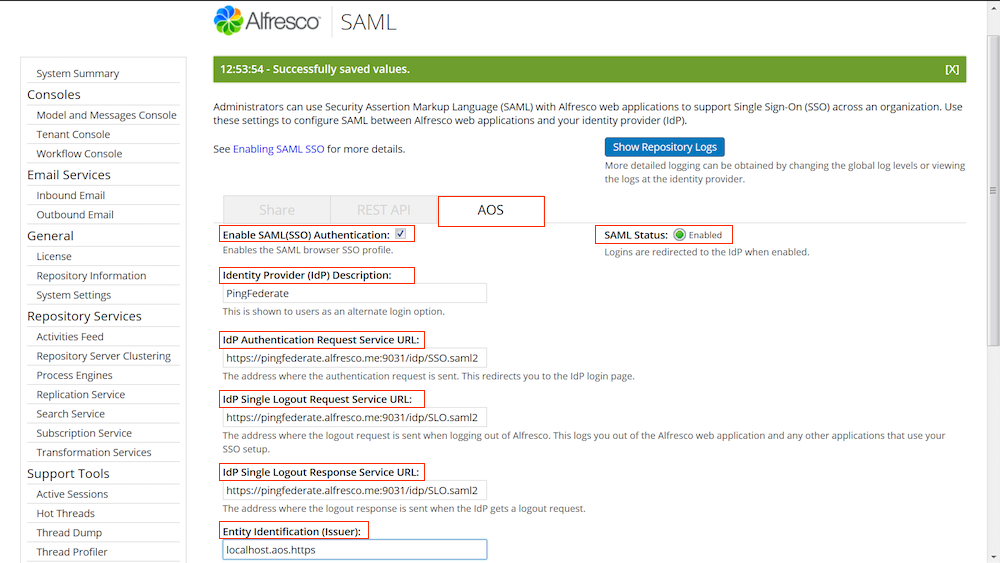 Alfresco SAML
System Summary
Consoles
Model and Messages Console
Tenant Console
Workflow Console
Email Services
Inbound Email
Outbound Email
General
License
Repository Information
System Settings
Repository Services
Activities Feed
Repository Server Clustering
Process Engines
Replication Service
Search Service
Subscription Service
Transformation Services
Support Tools
Active Sessions
Hot Threads
Thread Dump
Thread Profiler
12:53:54 - Successfully saved values. [X]
Administrators can use Security Assertion Markup Language (SAML) with Alfresco web applications to support Single Sign-On (SSO) across an organization. Use
these settings to configure SAML between Alfresco web applications and your identity provider (IdP).
See Enabling SAML SSO for more details.
Show Repository Logs
More detailed logging can be obtained by changing the global log levels or viewing
the logs at the identity provider.
Share REST API AOS
Enable SAML(SSO) Authentication:
Enables the SAML browser SSO profile.
SAML Status: Enabled
Logins are redirected to the IdP when enabled.
Identity Provider (IdP) Description:
PingFederate
This is shown to users as an alternate login option.
IdP Authentication Request Service URL:
https://pingfederate.alfresco.me:9031/idp/SSO.saml2
The address where the authentication request is sent. This redirects you to the IdP login page.
IdP Single Logout Request Service URL:
https://pingfederate.alfresco.me:9031/idp/SLO.saml2
The address where the logout request is sent when logging out of Alfresco. This logs you out of the Alfresco web application and any other applications that use your
SSO setup.
IdP Single Logout Response Service URL:
https://pingfederate.alfresco.me:9031/idp/SLO.saml2
The address where the logout response is sent when the IdP gets a logout request.
Entity Identification (Issuer):
localhost.aos.https